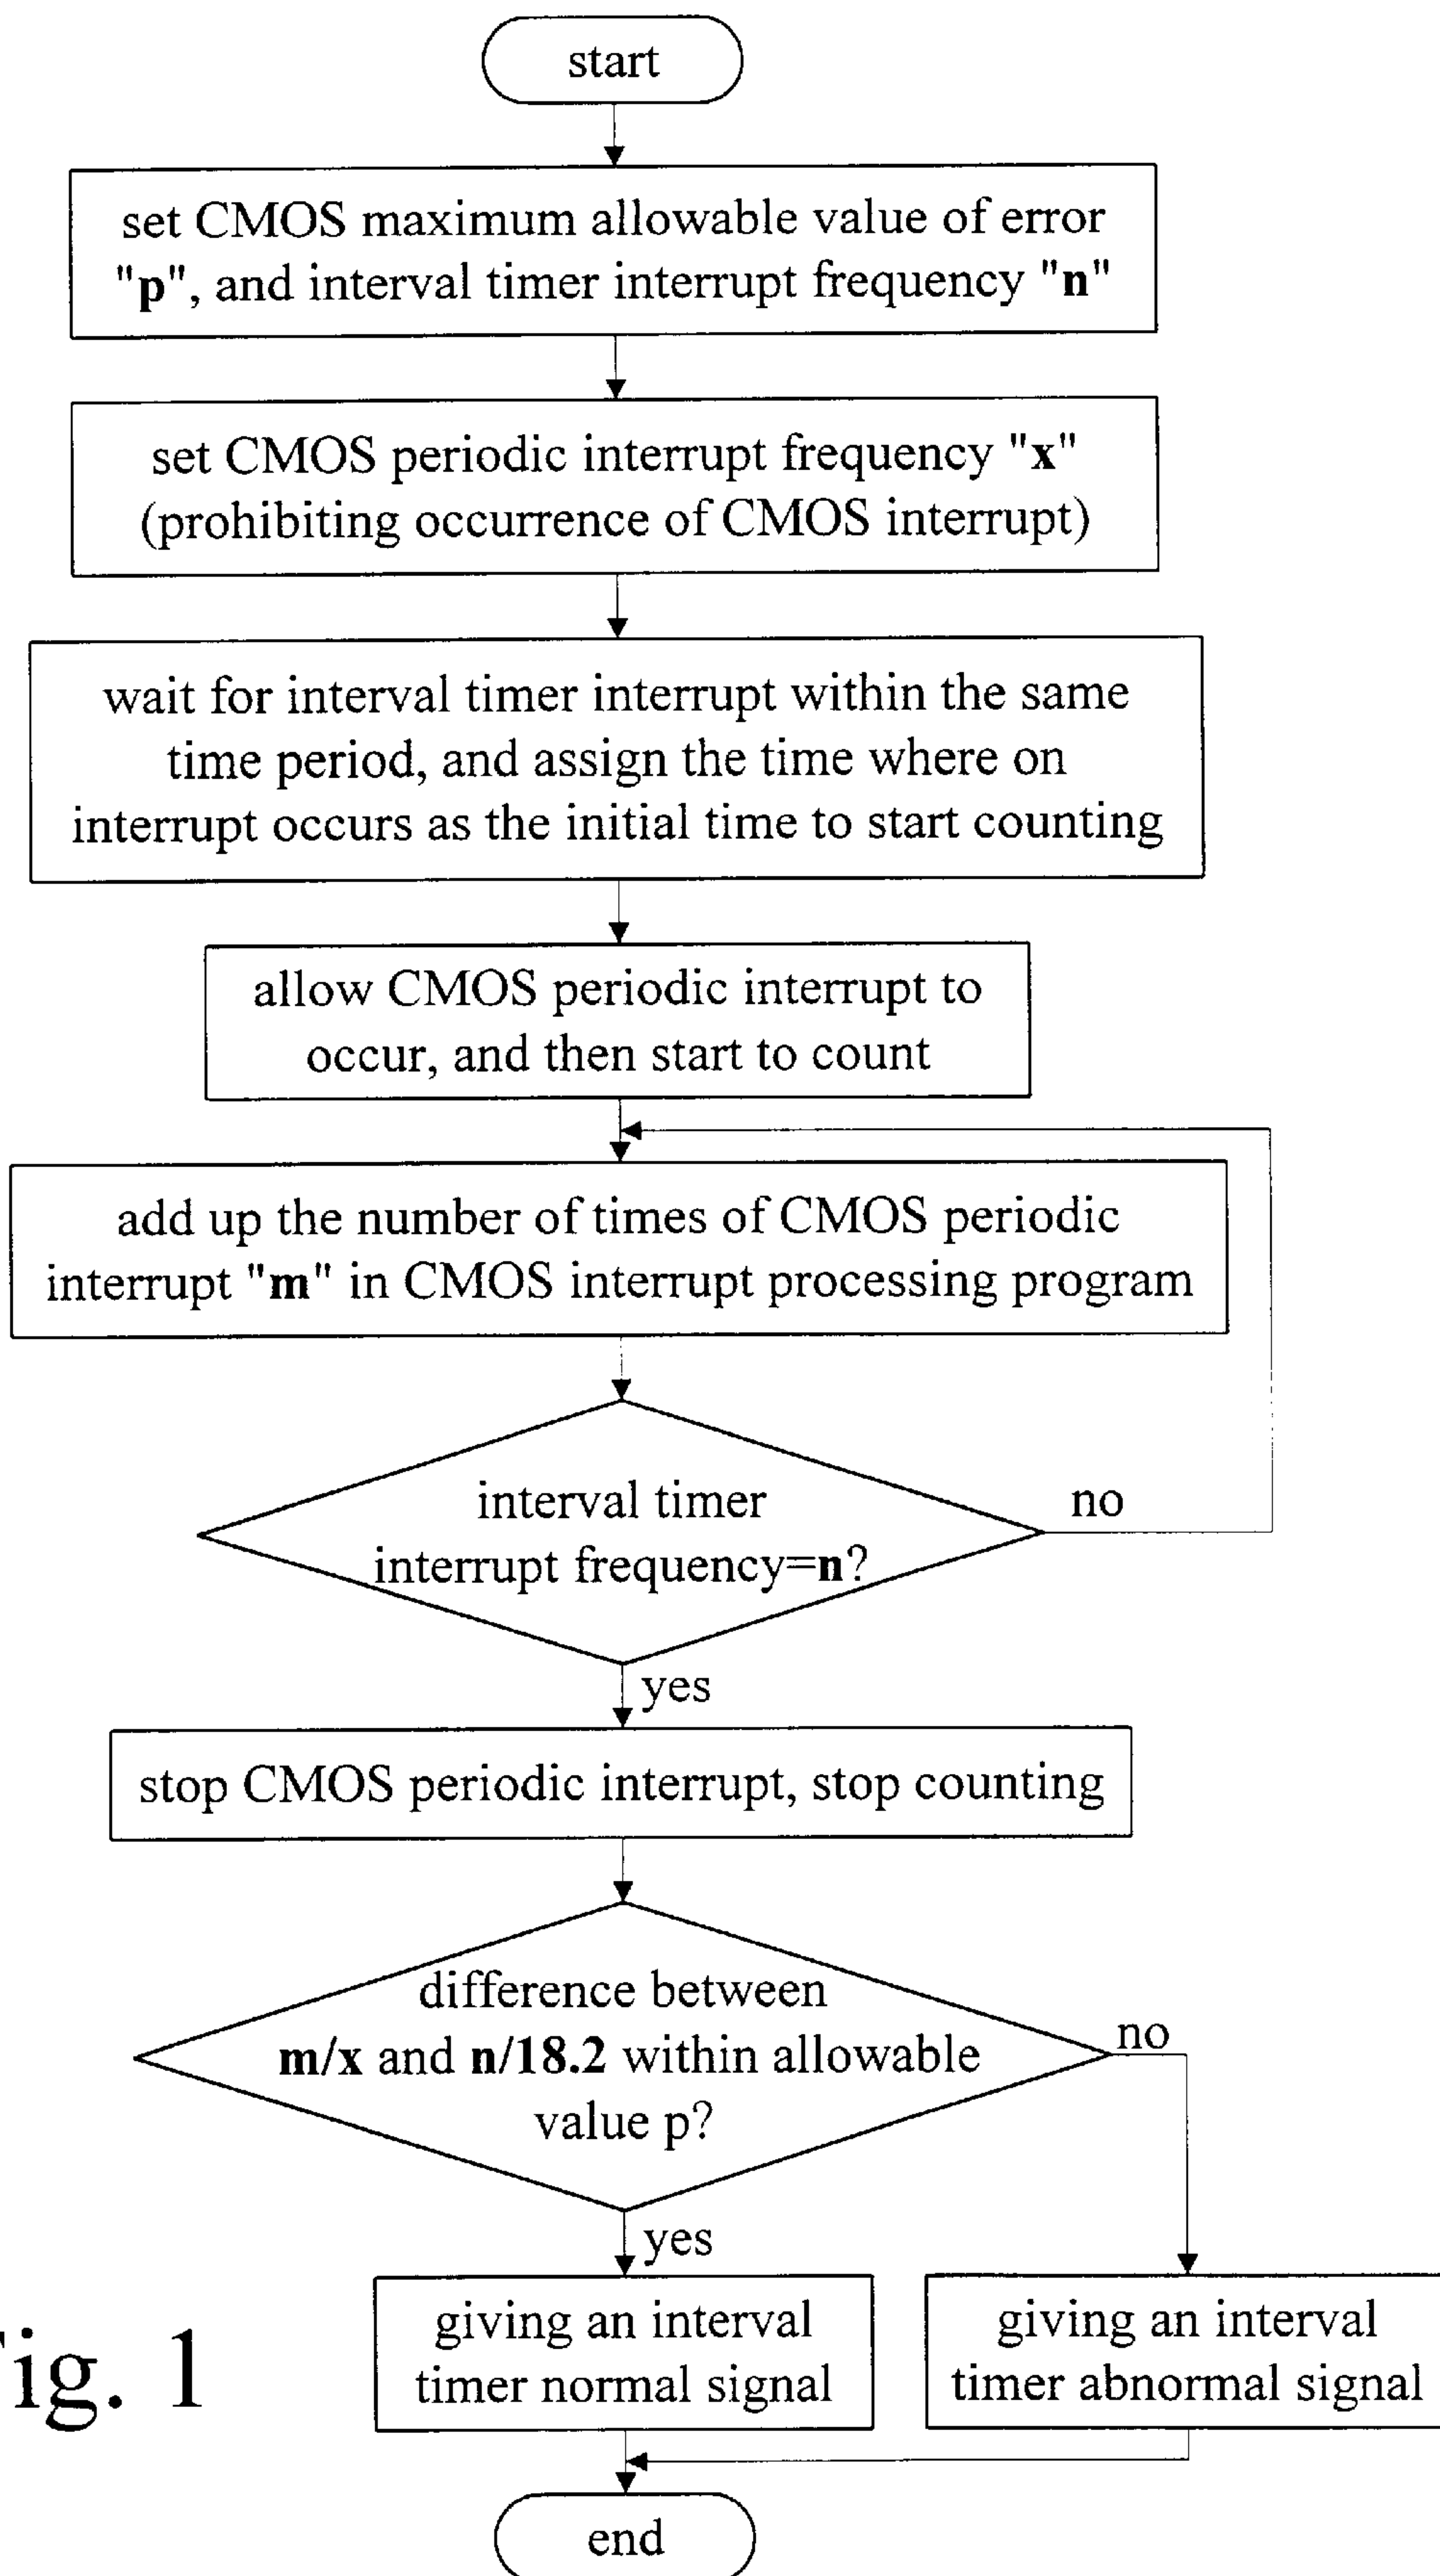 start
set CMOS maximum allowable value of error
"p", and interval timer interrupt frequency "n"
set CMOS periodic interrupt frequency "x"
(prohibiting occurrence of CMOS interrupt)
wait for interval timer interrupt within the same
time period, and assign the time where on
interrupt occurs as the initial time to start counting
allow CMOS periodic interrupt to
occur, and then start to count
add up the number of times of CMOS periodic
interrupt "m" in CMOS interrupt processing program
interval timer
interrupt frequency=n?
no
yes
stop CMOS periodic interrupt, stop counting
difference between
m/x and n/18.2 within allowable
value p?
no
yes
giving an interval
timer normal signal
giving an interval
timer abnormal signal
Fig. 1
end